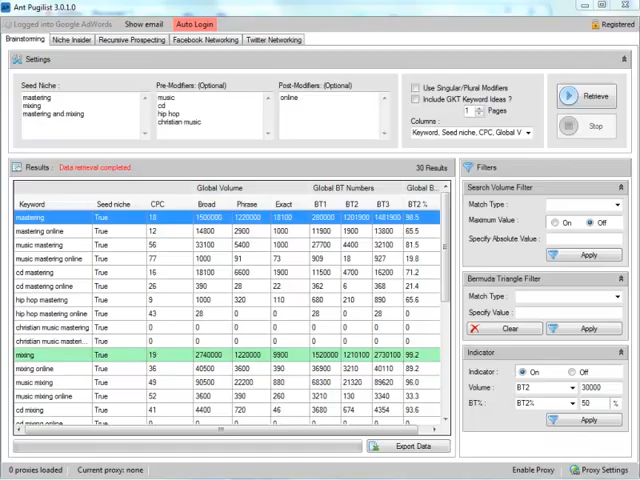 Ant Pugilist 3.0.1.0
Logged into Google AdWords Show email Auto Login Registered
Brainstorming Niche Insider Recursive Prospecting Facebook Networking Twitter Networking
Settings
Seed Niche : Pre-Modifiers: (Optional) Post-Modifiers: (Optional)
mastering music online
mixing cd
mastering and mixing hip hop
christian music
Use Singular/Plural Modifiers
Include GKT Keyword Ideas ?
1 Pages
Columns :
Keyword, Seed niche, CPC, Global V
Retrieve
Stop
Results : Data retrieval completed 30 Results
Global Volume Global BT Numbers Global B...
Keyword Seed niche CPC Broad Phrase Exact BT1 BT2 BT3 BT2 %
mastering True 18 1500000 1220000 18100 280000 1201900 1481900 98.5
mastering online True 12 14800 2900 1000 11900 1900 13800 65.5
music mastering True 56 33100 5400 1000 27700 4400 32100 81.5
music mastering online True 77 1000 91 73 909 18 927 19.8
cd mastering True 16 18100 6600 1900 11500 4700 16200 71.2
cd mastering online True 26 390 28 22 362 6 368 21.4
hip hop mastering True 9 1000 320 110 680 210 890 65.6
hip hop mastering online True 43 28 0 0 28 0 28 0
christian music mastering True 0 0 0 0 0 0 0 0
christian music masteri... True 0 0 0 0 0 0 0 0
mixing True 19 2740000 1220000 9900 1520000 1210100 2730100 99.2
mixing online True 36 40500 3600 390 36900 3210 40110 89.2
music mixing True 49 90500 22200 880 68300 21320 89620 96.0
music mixing online True 52 3600 390 260 3210 130 3340 33.3
cd mixing True 41 4400 720 46 3680 674 4354 93.6
cd mixing online True 0 0 0 0 0 0 0 0
Export Data
Filters
Search Volume Filter
Match Type :
Maximum Value : On Off
Specify Absolute Value :
Apply
Bermuda Triangle Filter
Match Type :
Specify Value :
Clear Apply
Indicator
Indicator : On Off
Volume : BT2 30000
BT% : BT2% 50 %
Apply
0 proxies loaded Current proxy: none Enable Proxy Proxy Settings